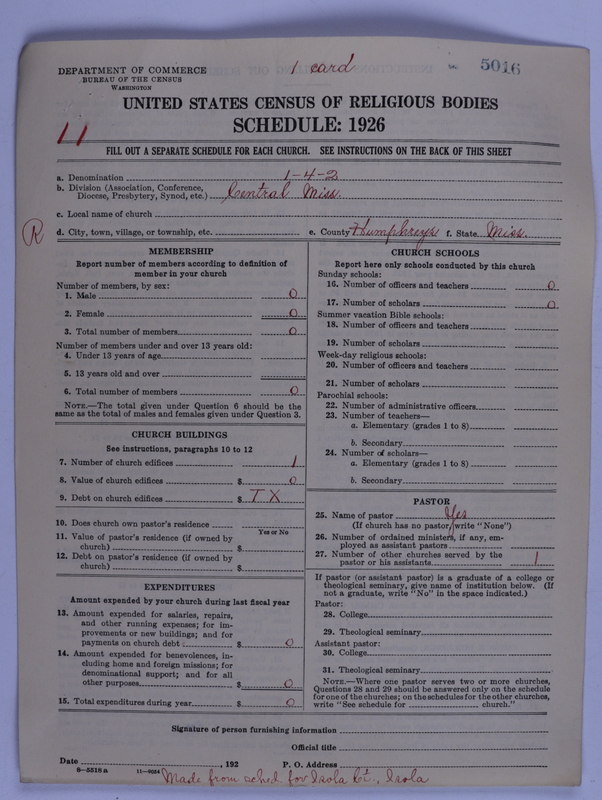 DEPARTMENT OF COMMERCE
BUREAU OF THE CENSUS
WASHINGTON
1 card
5016
UNITED STATES CENSUS OF RELIGIOUS BODIES
SCHEDULE: 1926
11
FILL OUT A SEPARATE SCHEDULE FOR EACH CHURCH. SEE INSTRUCTIONS ON THE BACK OF THIS SHEET
a. Denomination 1-4-2
b. Division (Association, Conference,
Diocese, Presbytery, Synod, etc.) Central Miss.
c. Local name of church
R
d. City, town, village, or township, etc. e. County Humphreys f. State Miss.
MEMBERSHIP
Report number of members according to definition of
member in your church
Number of members, by sex:
1. Male 0
2. Female 0
3. Total number of members 0
Number of members under and over 13 years old:
4. Under 13 years of age
5. 13 years old and over
6. Total number of members 0
NOTE.—The total given under Question 6 should be the
same as the total of males and females given under Question 3.
CHURCH BUILDINGS
See instructions, paragraphs 10 to 12
7. Number of church edifices 1
8. Value of church edifices $ 0
9. Debt on church edifices $ TX
10. Does church own pastor's residence
Yes or No
11. Value of pastor's residence (if owned by
church) $
12. Debt on pastor's residence (if owned by
church) $
EXPENDITURES
Amount expended by your church during last fiscal year
13. Amount expended for salaries, repairs,
and other running expenses; for im-
provements or new buildings; and for
payments on church debt $ 0
14. Amount expended for benevolences, in-
cluding home and foreign missions; for
denominational support; and for all
other purposes $ 0
15. Total expenditures during year $ 0
CHURCH SCHOOLS
Report here only schools conducted by this church
Sunday schools:
16. Number of officers and teachers 0
17. Number of scholars 0
Summer vacation Bible schools:
18. Number of officers and teachers
19. Number of scholars
Week-day religious schools:
20. Number of officers and teachers
21. Number of scholars
Parochial schools:
22. Number of administrative officers
23. Number of teachers—
a. Elementary (grades 1 to 8)
b. Secondary
24. Number of scholars—
a. Elementary (grades 1 to 8)
b. Secondary
PASTOR
25. Name of pastor Yes
(If church has no pastor, write "None")
26. Number of ordained ministers, if any, em-
ployed as assistant pastors
27. Number of other churches served by the
pastor or his assistants 1
If pastor (or assistant pastor) is a graduate of a college or
theological seminary, give name of institution below. (If
not a graduate, write "No" in the space indicated.)
Pastor:
28. College
29. Theological seminary
Assistant pastor:
30. College
31. Theological seminary
NOTE.—Where one pastor serves two or more churches,
Questions 28 and 29 should be answered only on the schedule
for one of the churches; on the schedules for the other churches,
write "See schedule for church."
Signature of person furnishing information
Official title
Date , 192 P. O. Address
8—5518 a 11—9554
Made from sched. for Isola Ct., Isola